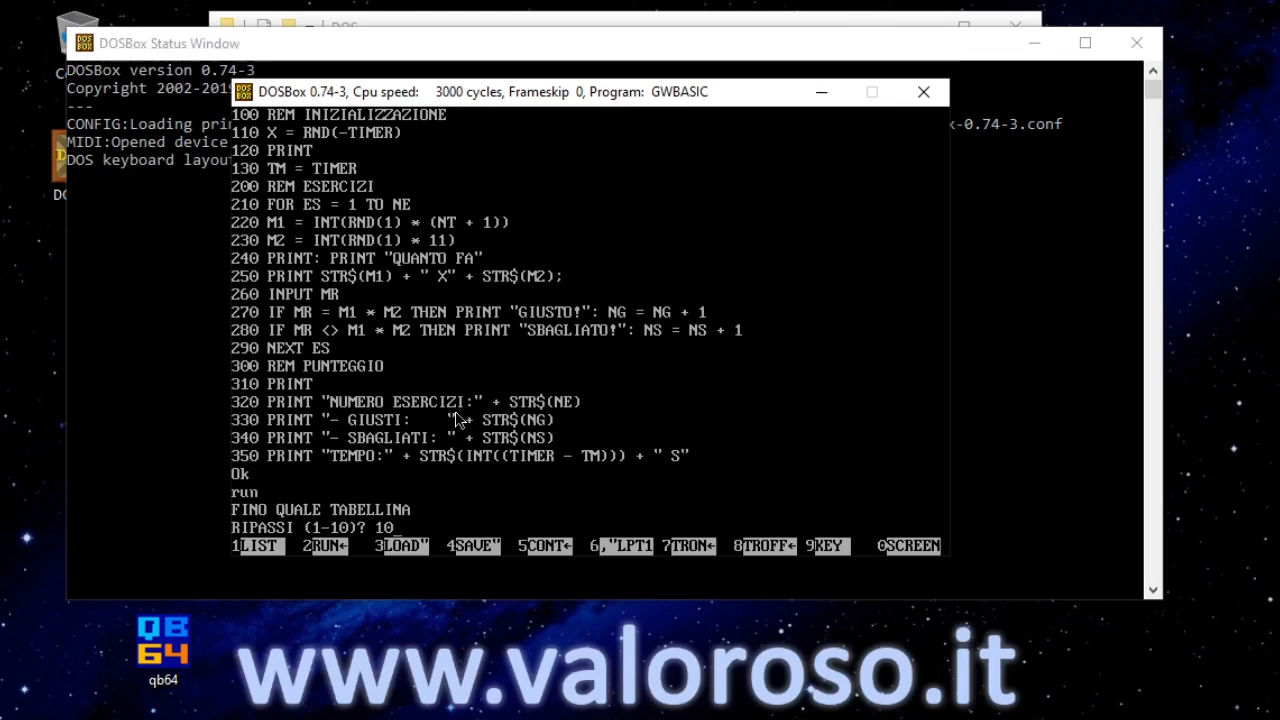 DOS
DOSBox Status Window
DOSBox version 0.74-3
Copyright 2002-201
---
CONFIG:Loading pri
x-0.74-3.conf
MIDI:Opened device
DOS keyboard layou
DOSBox 0.74-3, Cpu speed: 3000 cycles, Frameskip 0, Program: GWBASIC
100 REM INIZIALIZZAZIONE
110 X = RND(-TIMER)
120 PRINT
130 TM = TIMER
200 REM ESERCIZI
210 FOR ES = 1 TO NE
220 M1 = INT(RND(1) * (NT + 1))
230 M2 = INT(RND(1) * 11)
240 PRINT: PRINT "QUANTO FA"
250 PRINT STR$(M1) + " X" + STR$(M2);
260 INPUT MR
270 IF MR = M1 * M2 THEN PRINT "GIUSTO!": NG = NG + 1
280 IF MR <> M1 * M2 THEN PRINT "SBAGLIATO!": NS = NS + 1
290 NEXT ES
300 REM PUNTEGGIO
310 PRINT
320 PRINT "NUMERO ESERCIZI:" + STR$(NE)
330 PRINT "- GIUSTI:    " + STR$(NG)
340 PRINT "- SBAGLIATI: " + STR$(NS)
350 PRINT "TEMPO:" + STR$(INT((TIMER - TM))) + " S"
Ok
run
FINO QUALE TABELLINA
RIPASSI (1-10)? 10_
1LIST 2RUN← 3LOAD" 4SAVE" 5CONT← 6,"LPT1 7TRON← 8TROFF← 9KEY 0SCREEN
QB
64
qb64
www.valoroso.it